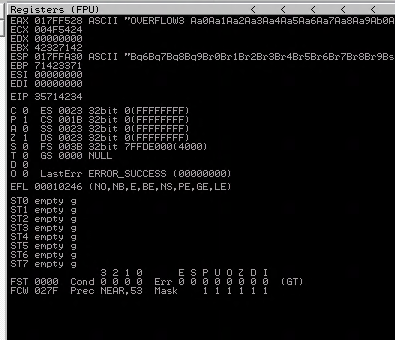 Registers (FPU) < < < <
EAX 017FF528 ASCII "OVERFLOW3 Aa0Aa1Aa2Aa3Aa4Aa5Aa6Aa7Aa8Aa9Ab0A
ECX 004F5424
EDX 00000000
EBX 42327142
ESP 017FFA30 ASCII "Bq6Bq7Bq8Bq9Br0Br1Br2Br3Br4Br5Br6Br7Br8Br9Bs
EBP 71423371
ESI 00000000
EDI 00000000
EIP 35714234
C 0 ES 0023 32bit 0(FFFFFFFF)
P 1 CS 001B 32bit 0(FFFFFFFF)
A 0 SS 0023 32bit 0(FFFFFFFF)
Z 1 DS 0023 32bit 0(FFFFFFFF)
S 0 FS 003B 32bit 7FFDE000(4000)
T 0 GS 0000 NULL
D 0
O 0 LastErr ERROR_SUCCESS (00000000)
EFL 00010246 (NO,NB,E,BE,NS,PE,GE,LE)
ST0 empty g
ST1 empty g
ST2 empty g
ST3 empty g
ST4 empty g
ST5 empty g
ST6 empty g
ST7 empty g
3 2 1 0 E S P U O Z D I
FST 0000 Cond 0 0 0 0 Err 0 0 0 0 0 0 0 0 (GT)
FCW 027F Prec NEAR,53 Mask 1 1 1 1 1 1